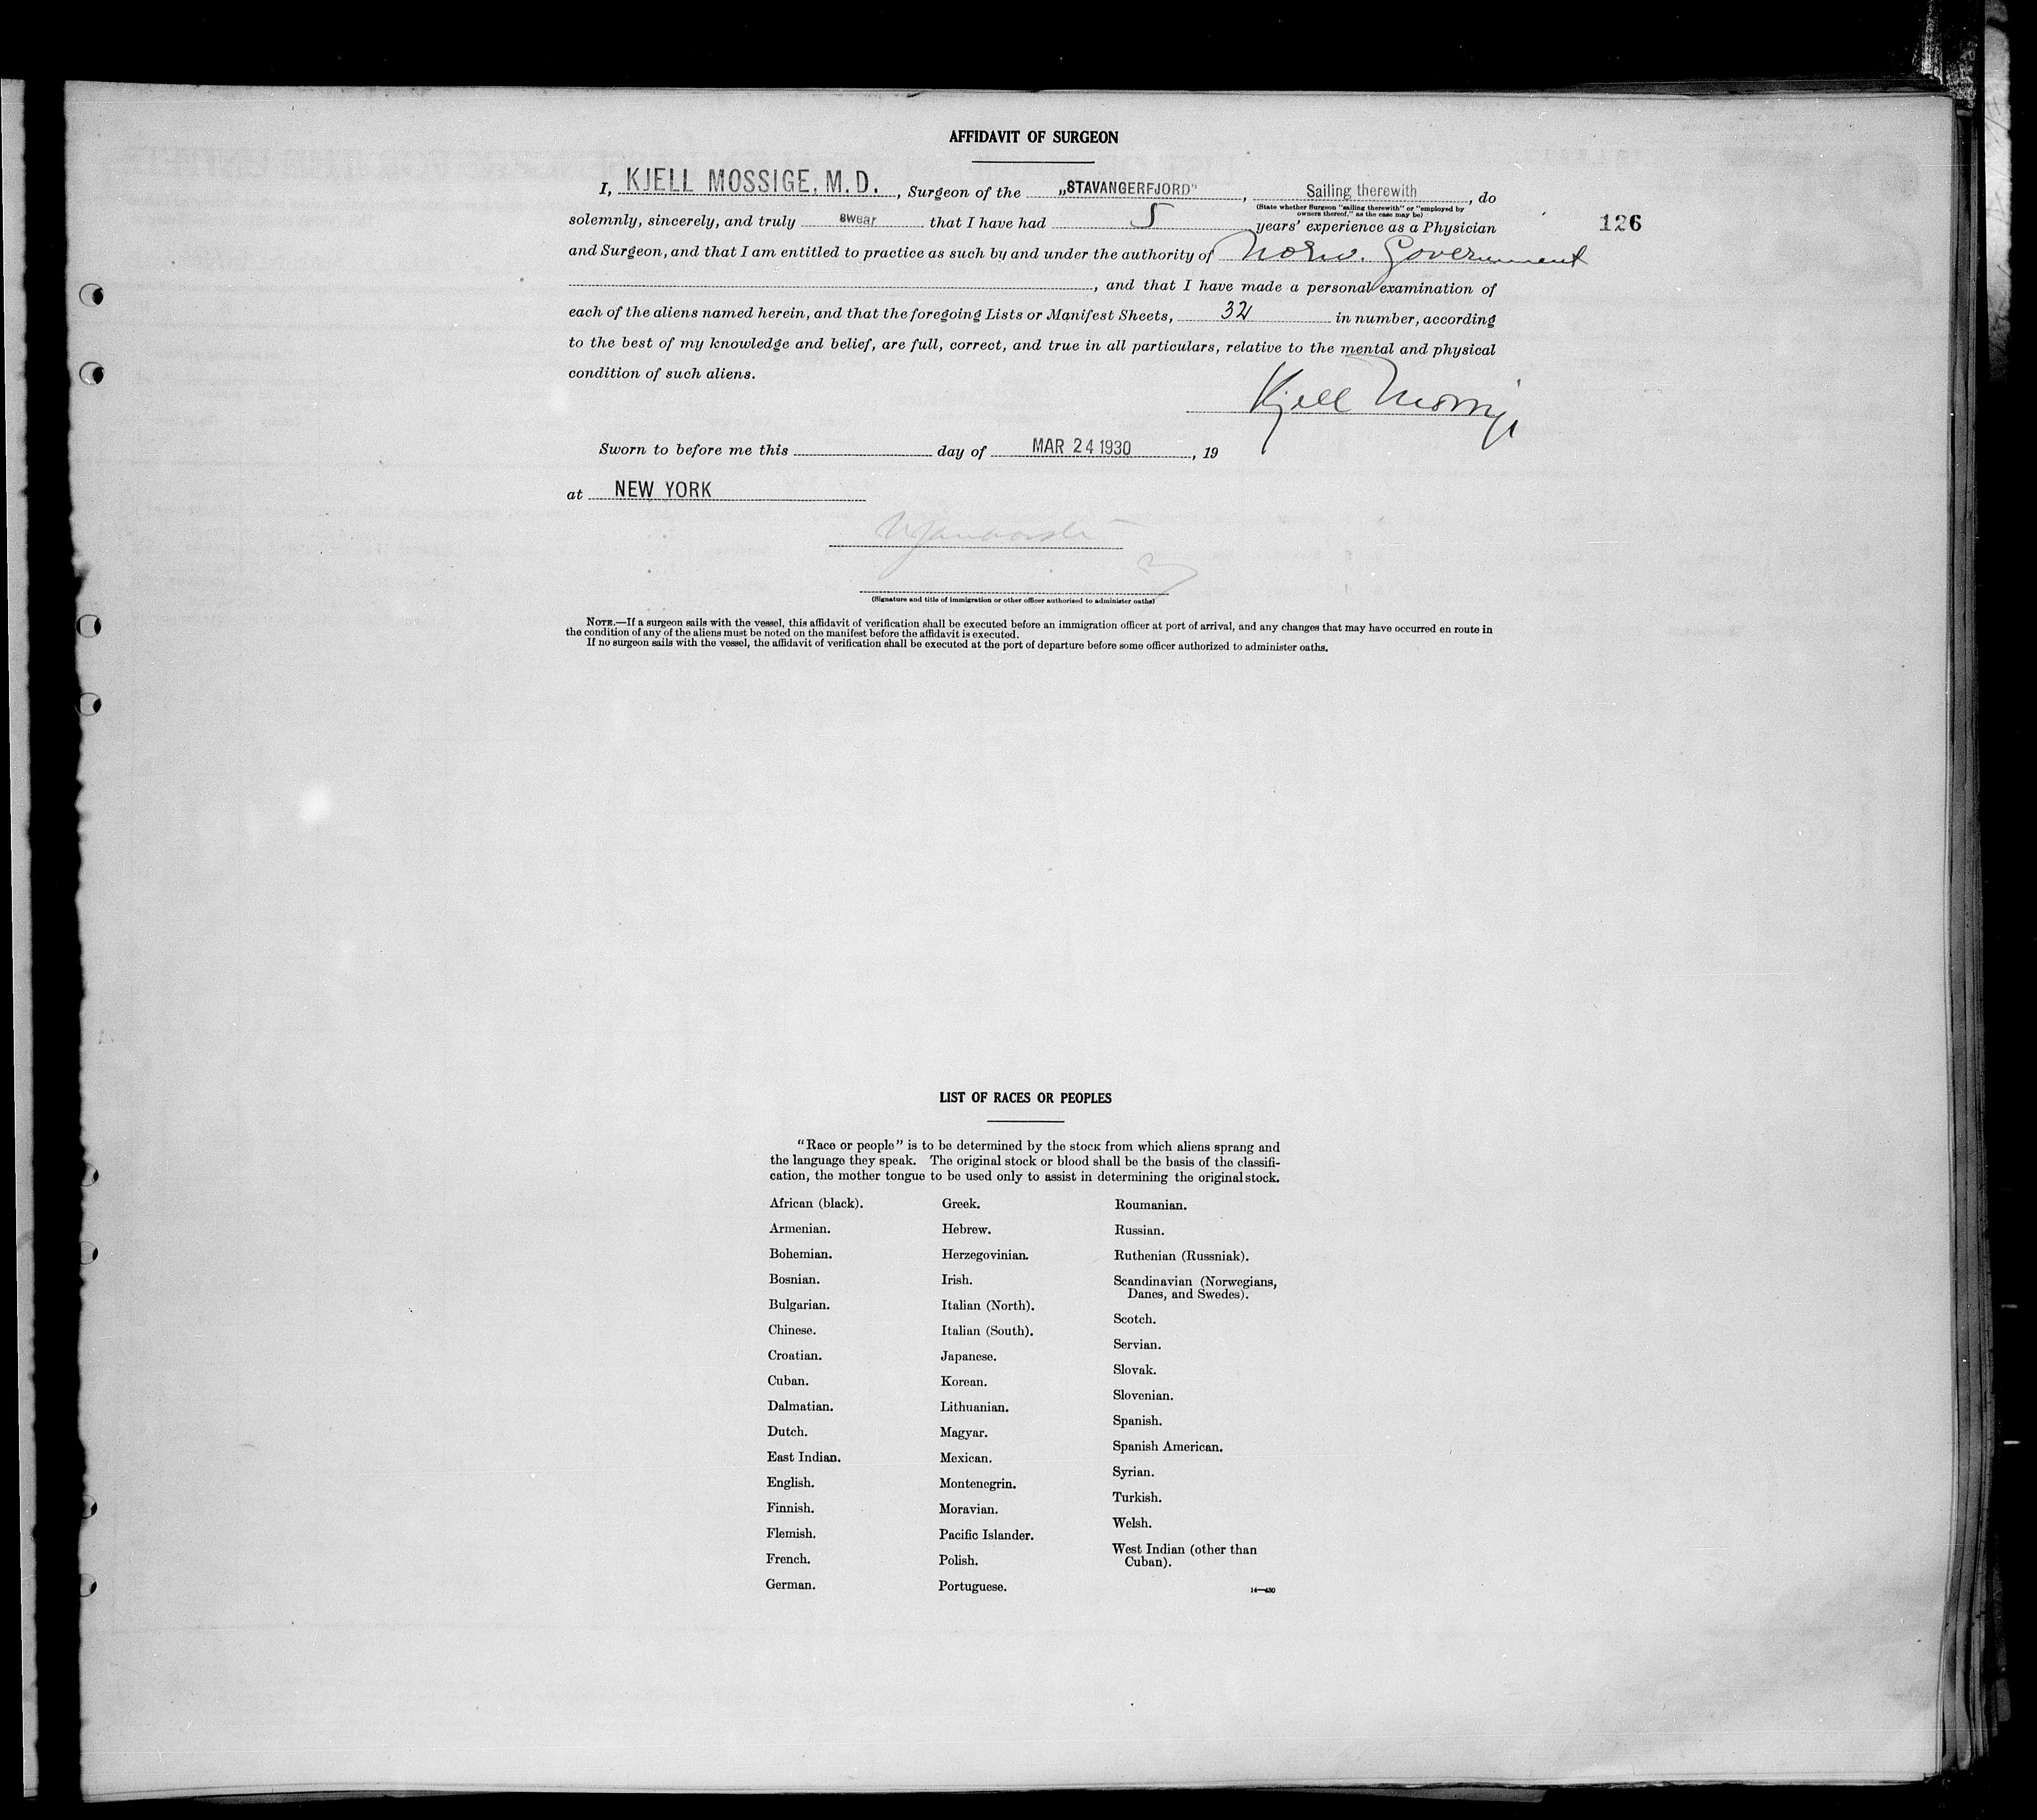 AFFIDAVIT OF SURGEON
I, KJELL MOSSIGE, M.D., Surgeon of the „STAVANGERFJORD", Sailing therewith, do
(State whether Surgeon "sailing therewith" or "employed by
owners thereof," as the case may be)
126
solemnly, sincerely, and truly swear that I have had 5 years' experience as a Physician
and Surgeon, and that I am entitled to practice as such by and under the authority of Norw. Government
, and that I have made a personal examination of
each of the aliens named herein, and that the foregoing Lists or Manifest Sheets, 32 in number, according
to the best of my knowledge and belief, are full, correct, and true in all particulars, relative to the mental and physical
condition of such aliens.
Kjell Mossige
Sworn to before me this day of MAR 24 1930, 19
at NEW YORK
(Signature and title of immigration or other officer authorized to administer oaths)
NOTE.—If a surgeon sails with the vessel, this affidavit of verification shall be executed before an immigration officer at port of arrival, and any changes that may have occurred en route in
the condition of any of the aliens must be noted on the manifest before the affidavit is executed.
If no surgeon sails with the vessel, the affidavit of verification shall be executed at the port of departure before some officer authorized to administer oaths.
LIST OF RACES OR PEOPLES
"Race or people" is to be determined by the stock from which aliens sprang and
the language they speak. The original stock or blood shall be the basis of the classifi-
cation, the mother tongue to be used only to assist in determining the original stock.
African (black).
Armenian.
Bohemian.
Bosnian.
Bulgarian.
Chinese.
Croatian.
Cuban.
Dalmatian.
Dutch.
East Indian.
English.
Finnish.
Flemish.
French.
German.
Greek.
Hebrew.
Herzegovinian.
Irish.
Italian (North).
Italian (South).
Japanese.
Korean.
Lithuanian.
Magyar.
Mexican.
Montenegrin.
Moravian.
Pacific Islander.
Polish.
Portuguese.
Roumanian.
Russian.
Ruthenian (Russniak).
Scandinavian (Norwegians,
Danes, and Swedes).
Scotch.
Servian.
Slovak.
Slovenian.
Spanish.
Spanish American.
Syrian.
Turkish.
Welsh.
West Indian (other than
Cuban).
14—430